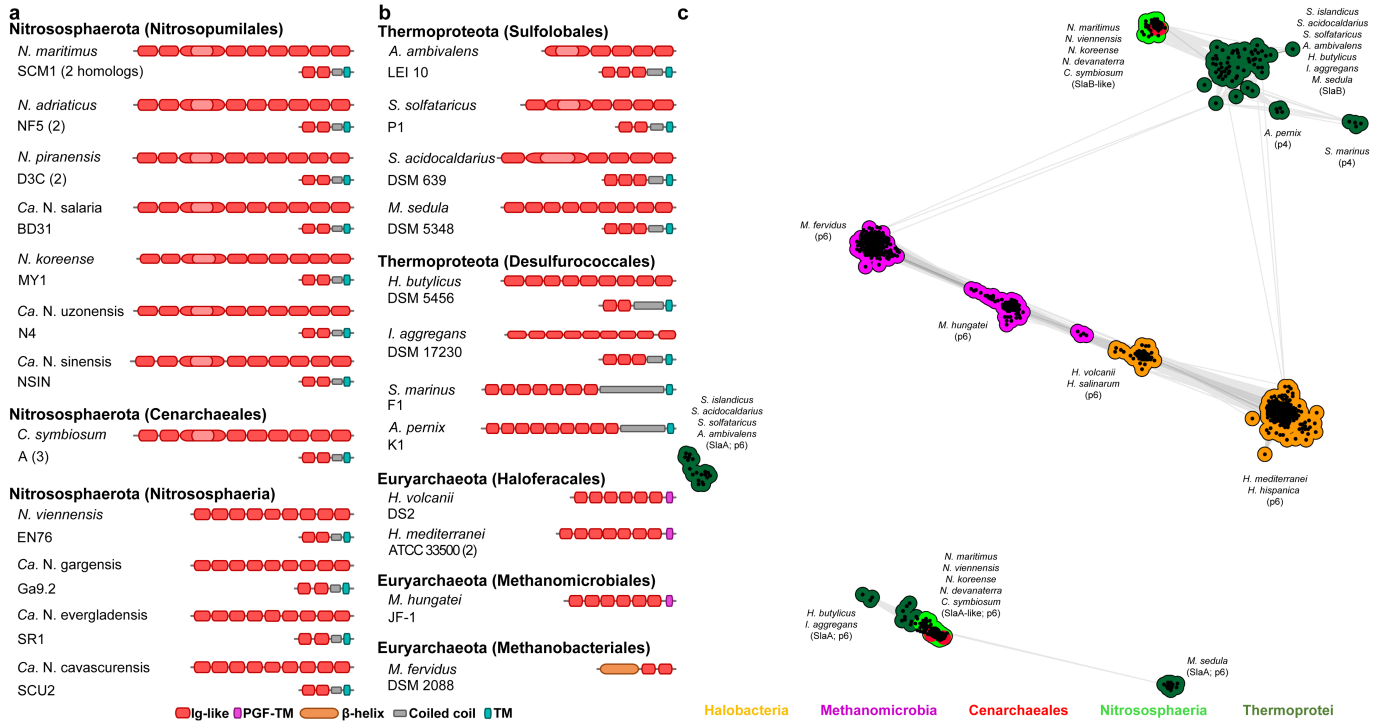 a
Nitrososphaerota (Nitrosopumilales)
N. maritimus
SCM1 (2 homologs)
N. adriaticus
NF5 (2)
N. piranensis
D3C (2)
Ca. N. salaria
BD31
N. koreense
MY1
Ca. N. uzonensis
N4
Ca. N. sinensis
NSIN
Nitrososphaerota (Cenarchaeales)
C. symbiosum
A (3)
Nitrososphaerota (Nitrososphaeria)
N. viennensis
EN76
Ca. N. gargensis
Ga9.2
Ca. N. evergladensis
SR1
Ca. N. cavascurensis
SCU2
b
Thermoproteota (Sulfolobales)
A. ambivalens
LEI 10
S. solfataricus
P1
S. acidocaldarius
DSM 639
M. sedula
DSM 5348
Thermoproteota (Desulfurococcales)
H. butylicus
DSM 5456
I. aggregans
DSM 17230
S. marinus
F1
A. pernix
K1
Euryarchaeota (Haloferacales)
H. volcanii
DS2
H. mediterranei
ATCC 33500 (2)
Euryarchaeota (Methanomicrobiales)
M. hungatei
JF-1
Euryarchaeota (Methanobacteriales)
M. fervidus
DSM 2088
Ig-like PGF-TM β-helix Coiled coil TM
c
N. maritimus
N. viennensis
N. koreense
N. devanaterra
C. symbiosum
(SlaB-like)
S. islandicus
S. acidocaldarius
S. solfataricus
A. ambivalens
H. butylicus
I. aggregans
M. sedula
(SlaB)
A. pernix
(p4)
S. marinus
(p4)
M. fervidus
(p6)
M. hungatei
(p6)
H. volcanii
H. salinarum
(p6)
H. mediterranei
H. hispanica
(p6)
S. islandicus
S. acidocaldarius
S. solfataricus
A. ambivalens
(SlaA; p6)
N. maritimus
N. viennensis
N. koreense
N. devanaterra
C. symbiosum
(SlaA-like; p6)
H. butylicus
I. aggregans
(SlaA; p6)
M. sedula
(SlaA; p6)
Halobacteria Methanomicrobia Cenarchaeales Nitrososphaeria Thermoprotei